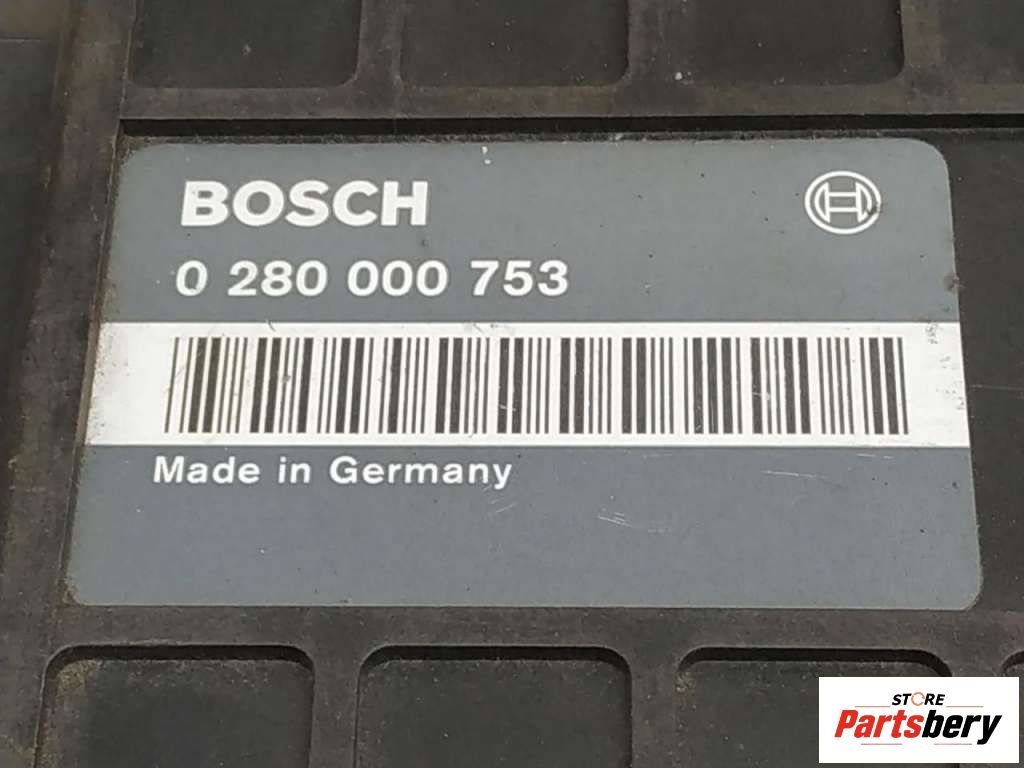 BOSCH
0 280 000 753
Made in Germany
STORE
Partsbery